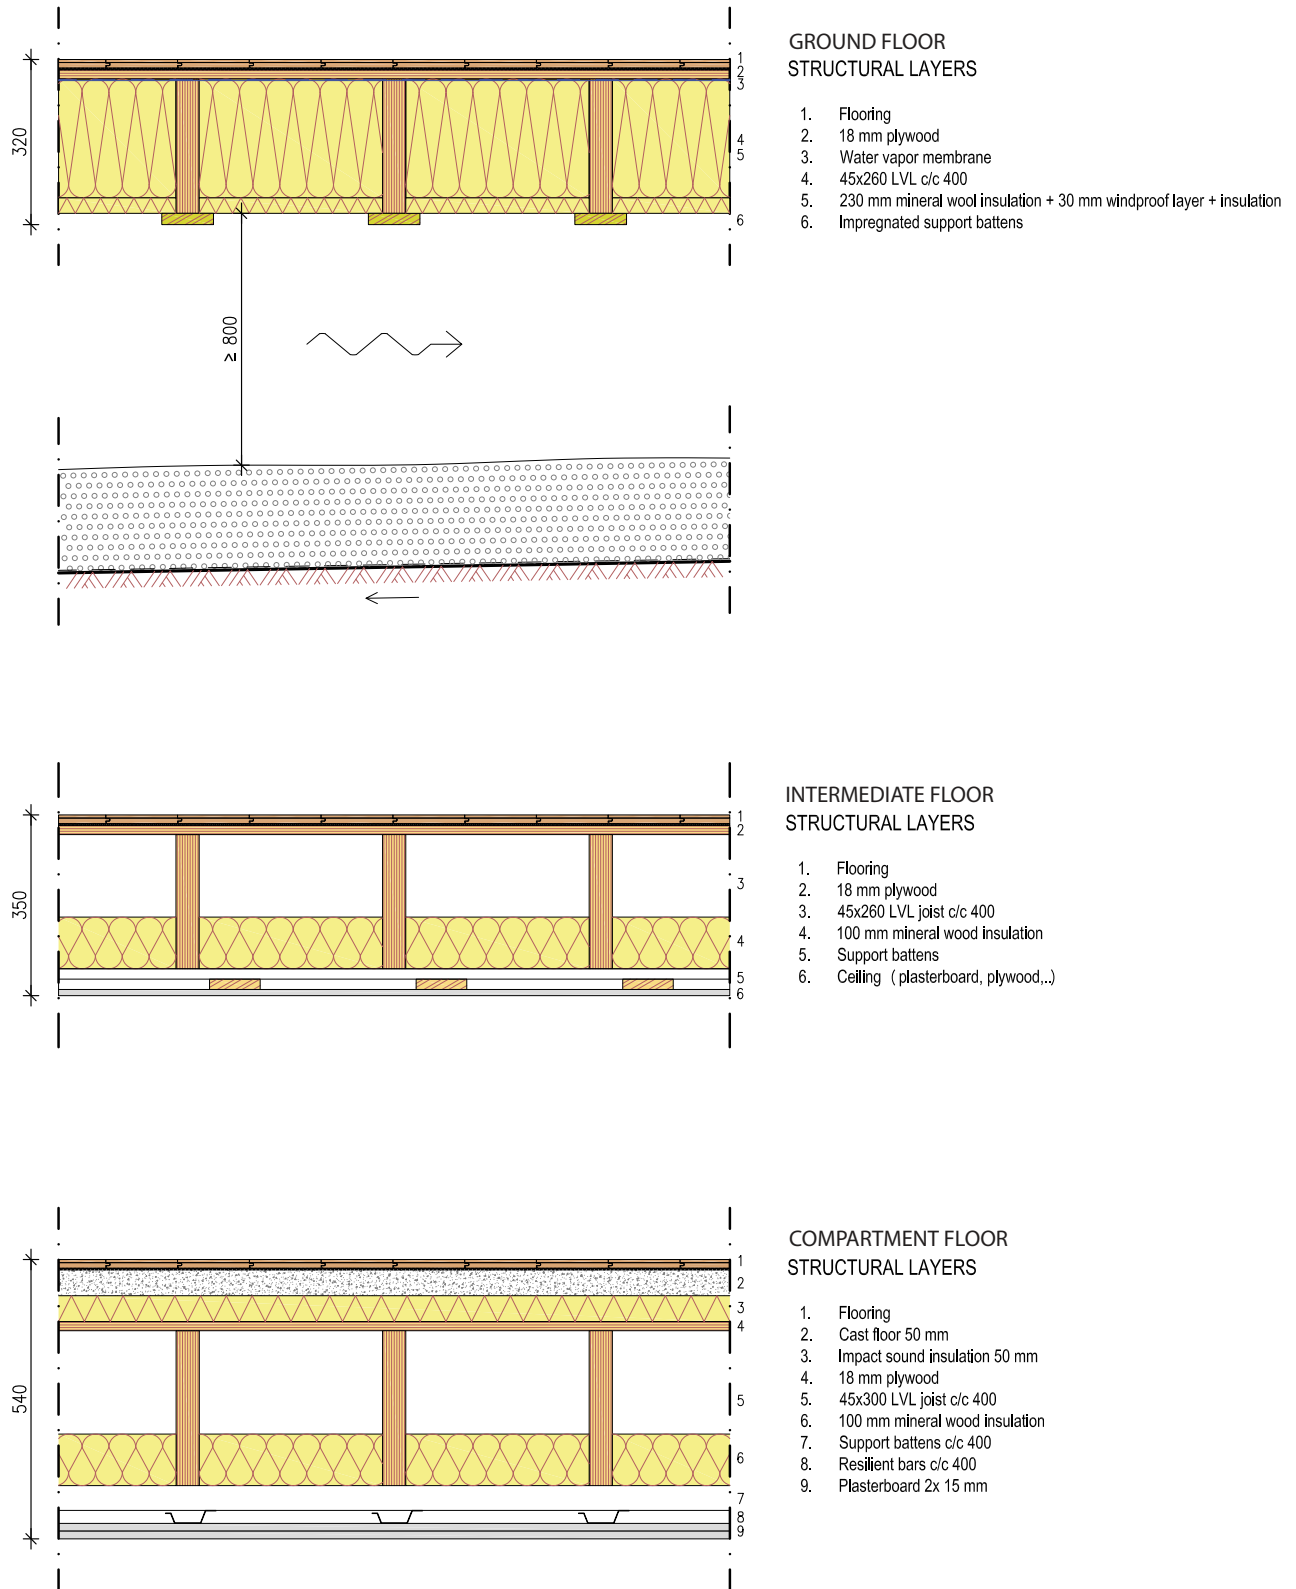 GROUND FLOOR
STRUCTURAL LAYERS
1. Flooring
2. 18 mm plywood
3. Water vapor membrane
4. 45x260 LVL c/c 400
5. 230 mm mineral wool insulation + 30 mm windproof layer + insulation
6. Impregnated support battens
320
1
2
3
4
5
6
≥ 800
INTERMEDIATE FLOOR
STRUCTURAL LAYERS
1. Flooring
2. 18 mm plywood
3. 45x260 LVL joist c/c 400
4. 100 mm mineral wood insulation
5. Support battens
6. Ceiling ( plasterboard, plywood,..)
350
1
2
3
4
5
6
COMPARTMENT FLOOR
STRUCTURAL LAYERS
1. Flooring
2. Cast floor 50 mm
3. Impact sound insulation 50 mm
4. 18 mm plywood
5. 45x300 LVL joist c/c 400
6. 100 mm mineral wood insulation
7. Support battens c/c 400
8. Resilient bars c/c 400
9. Plasterboard 2x 15 mm
540
1
2
3
4
5
6
7
8
9